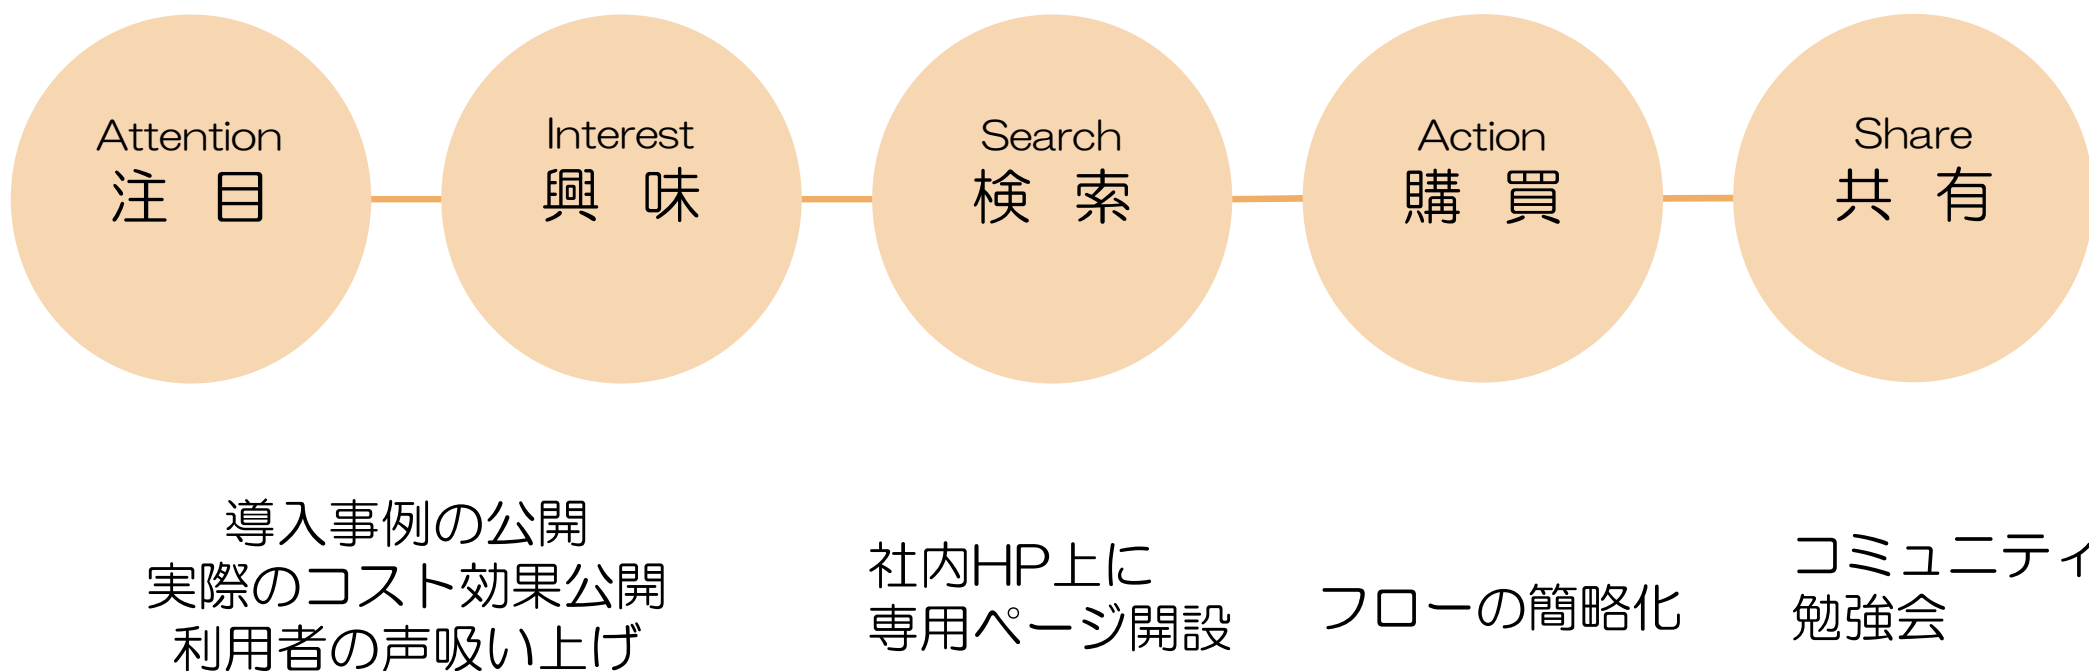 Attention
注 目
Interest
興 味
Search
検 索
Action
購 買
Share
共 有
導入事例の公開
実際のコスト効果公開
利用者の声吸い上げ
社内HP上に
専用ページ開設
フローの簡略化
コミュニティ
勉強会